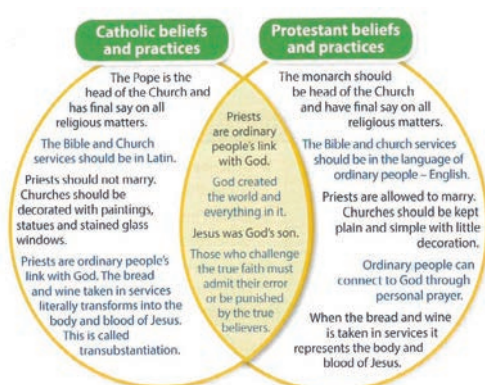 Catholic beliefs
and practices
Protestant beliefs
and practices
The Pope is the
head of the Church and
has final say on all
religious matters.
The Bible and Church
services should be in Latin.
Priests should not marry.
Churches should be
decorated with paintings,
statues and stained glass
windows.
Priests are ordinary people's
link with God. The bread
and wine taken in services
literally transforms into the
body and blood of Jesus.
This is called
transubstantiation.
Priests
are ordinary
people's link
with God.
God created
the world and
everything in it.
Jesus was God's son.
Those who challenge
the true faith must
admit their error
or be punished
by the true
believers.
The monarch should
be head of the Church
and have final say on all
religious matters.
The Bible and church services
should be in the language of
ordinary people – English.
Priests are allowed to marry.
Churches should be kept
plain and simple with little
decoration.
Ordinary people can
connect to God through
personal prayer.
When the bread and wine
is taken in services it
represents the body and
blood of Jesus.